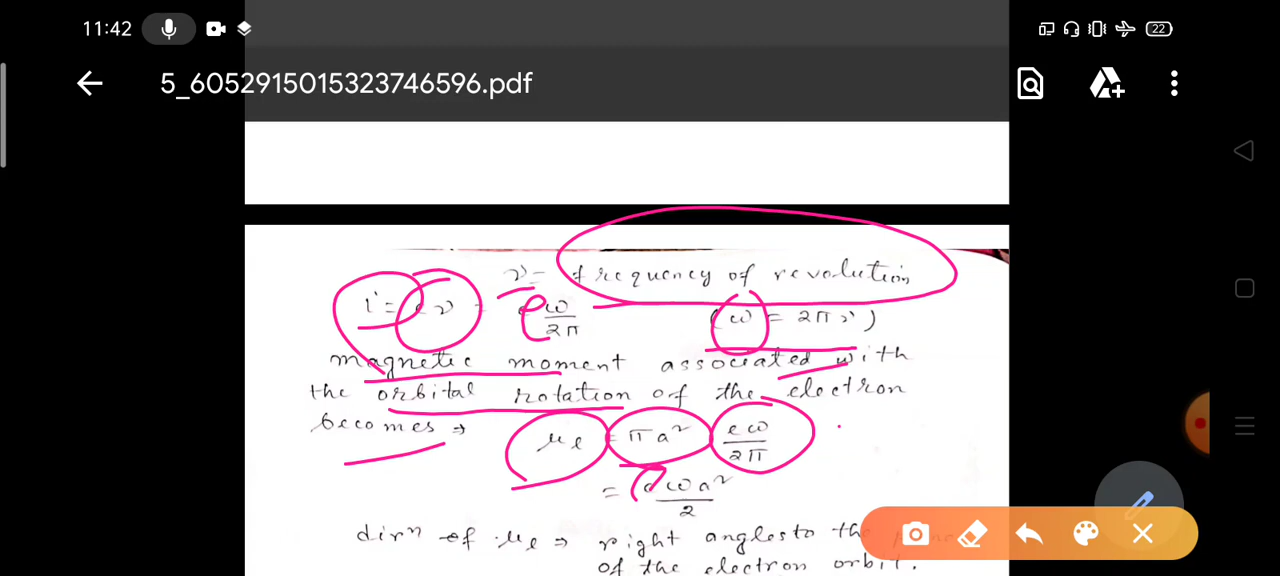 11:42
22
5_6052915015323746596.pdf
ν- frequency of revolution
i = eν = eω/2π (ω = 2πν)
magnetic moment associated with
the orbital rotation of the electron
becomes ⇒ μl = πa² eω/2π
= eωa²/2
dirn of μl ⇒ right angles to the
of the electron orbit.